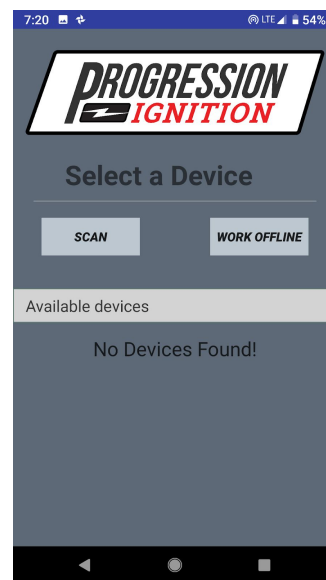 7:20 LTE 54%
PROGRESSION
IGNITION
Select a Device
SCAN WORK OFFLINE
Available devices
No Devices Found!